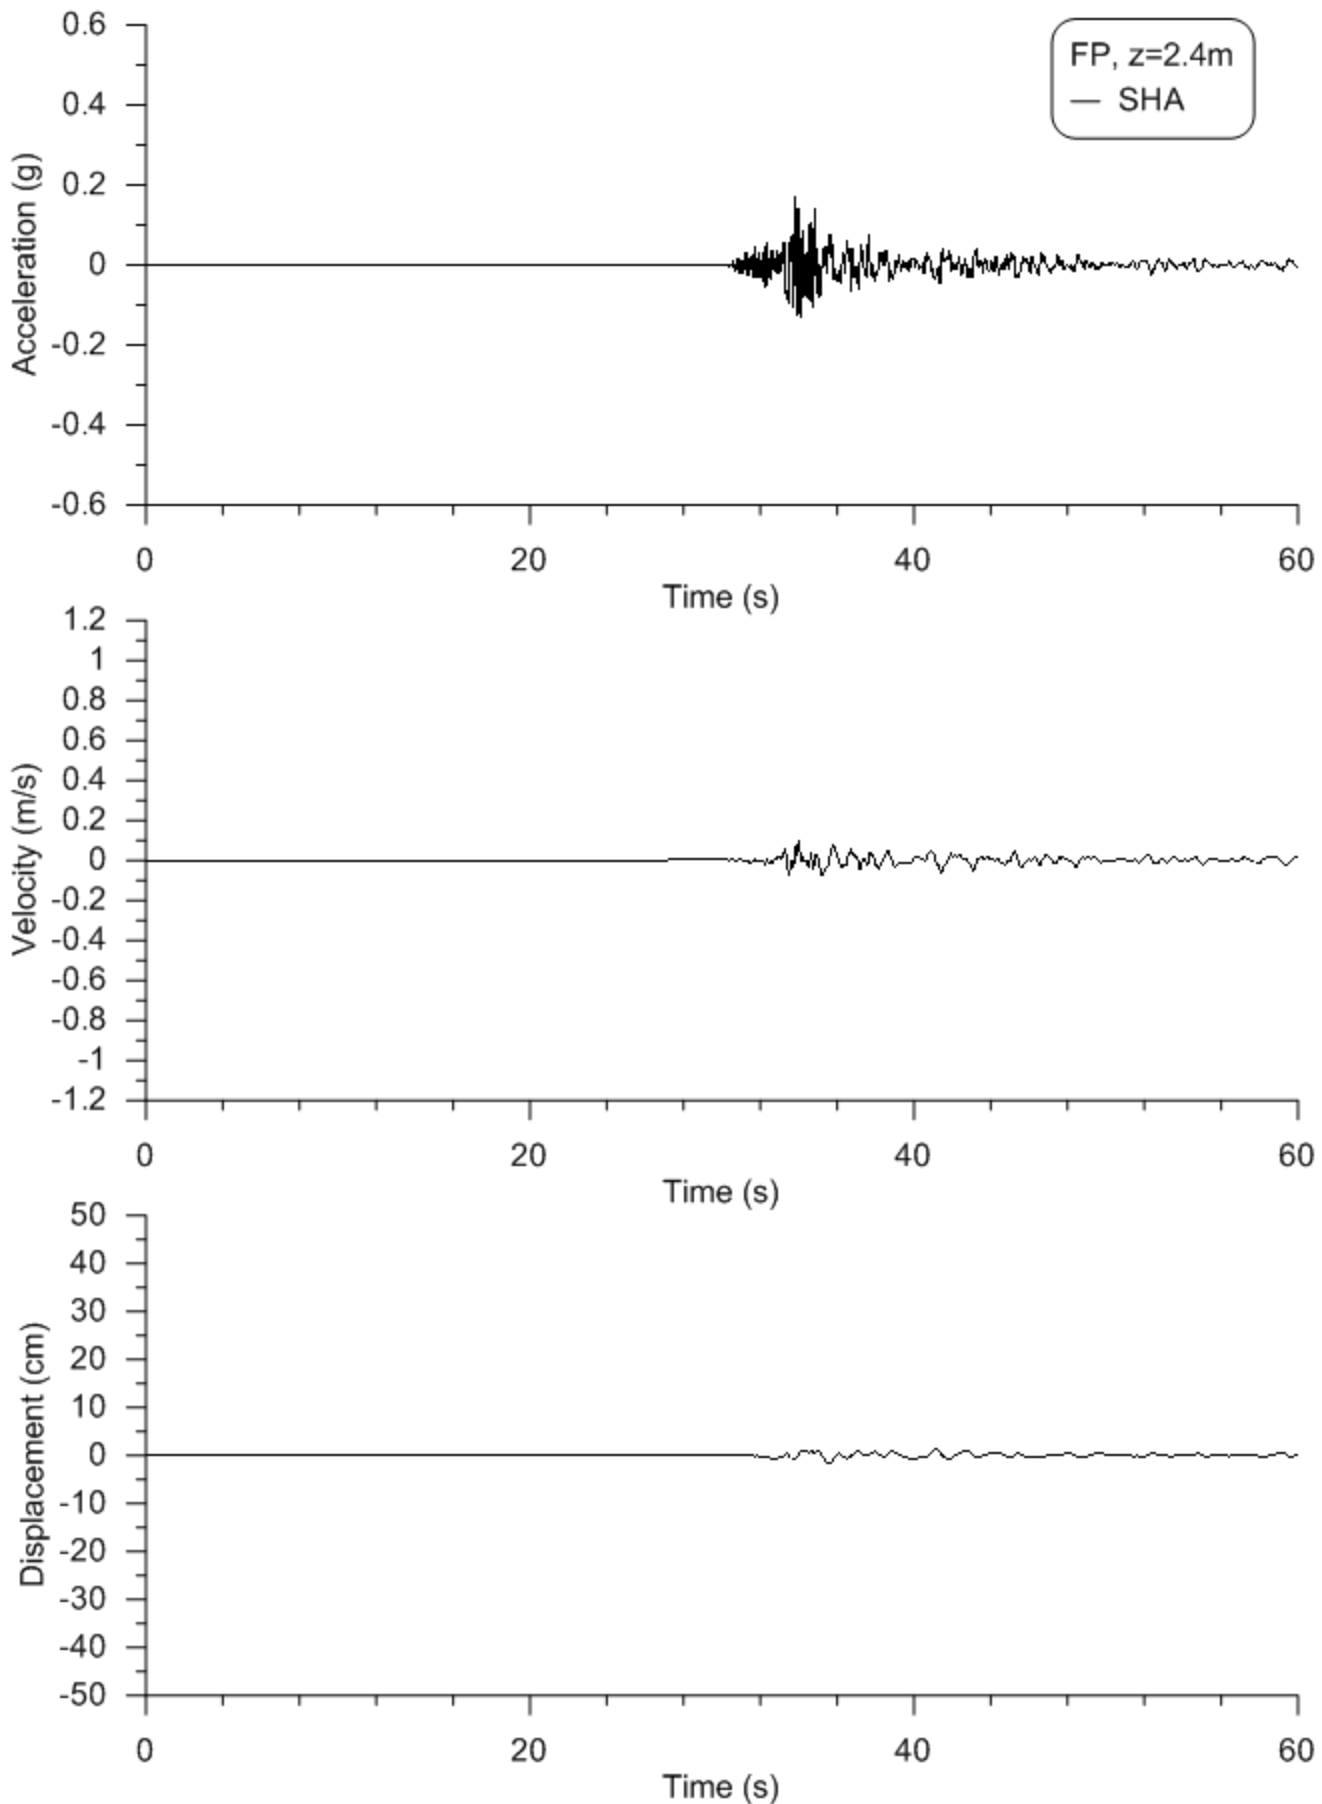 FP, z=2.4m
— SHA
Acceleration (g)
0.6
0.4
0.2
0
-0.2
-0.4
-0.6
0 20 40 60
Time (s)
Velocity (m/s)
1.2
1
0.8
0.6
0.4
0.2
0
-0.2
-0.4
-0.6
-0.8
-1
-1.2
0 20 40 60
Time (s)
Displacement (cm)
50
40
30
20
10
0
-10
-20
-30
-40
-50
0 20 40 60
Time (s)